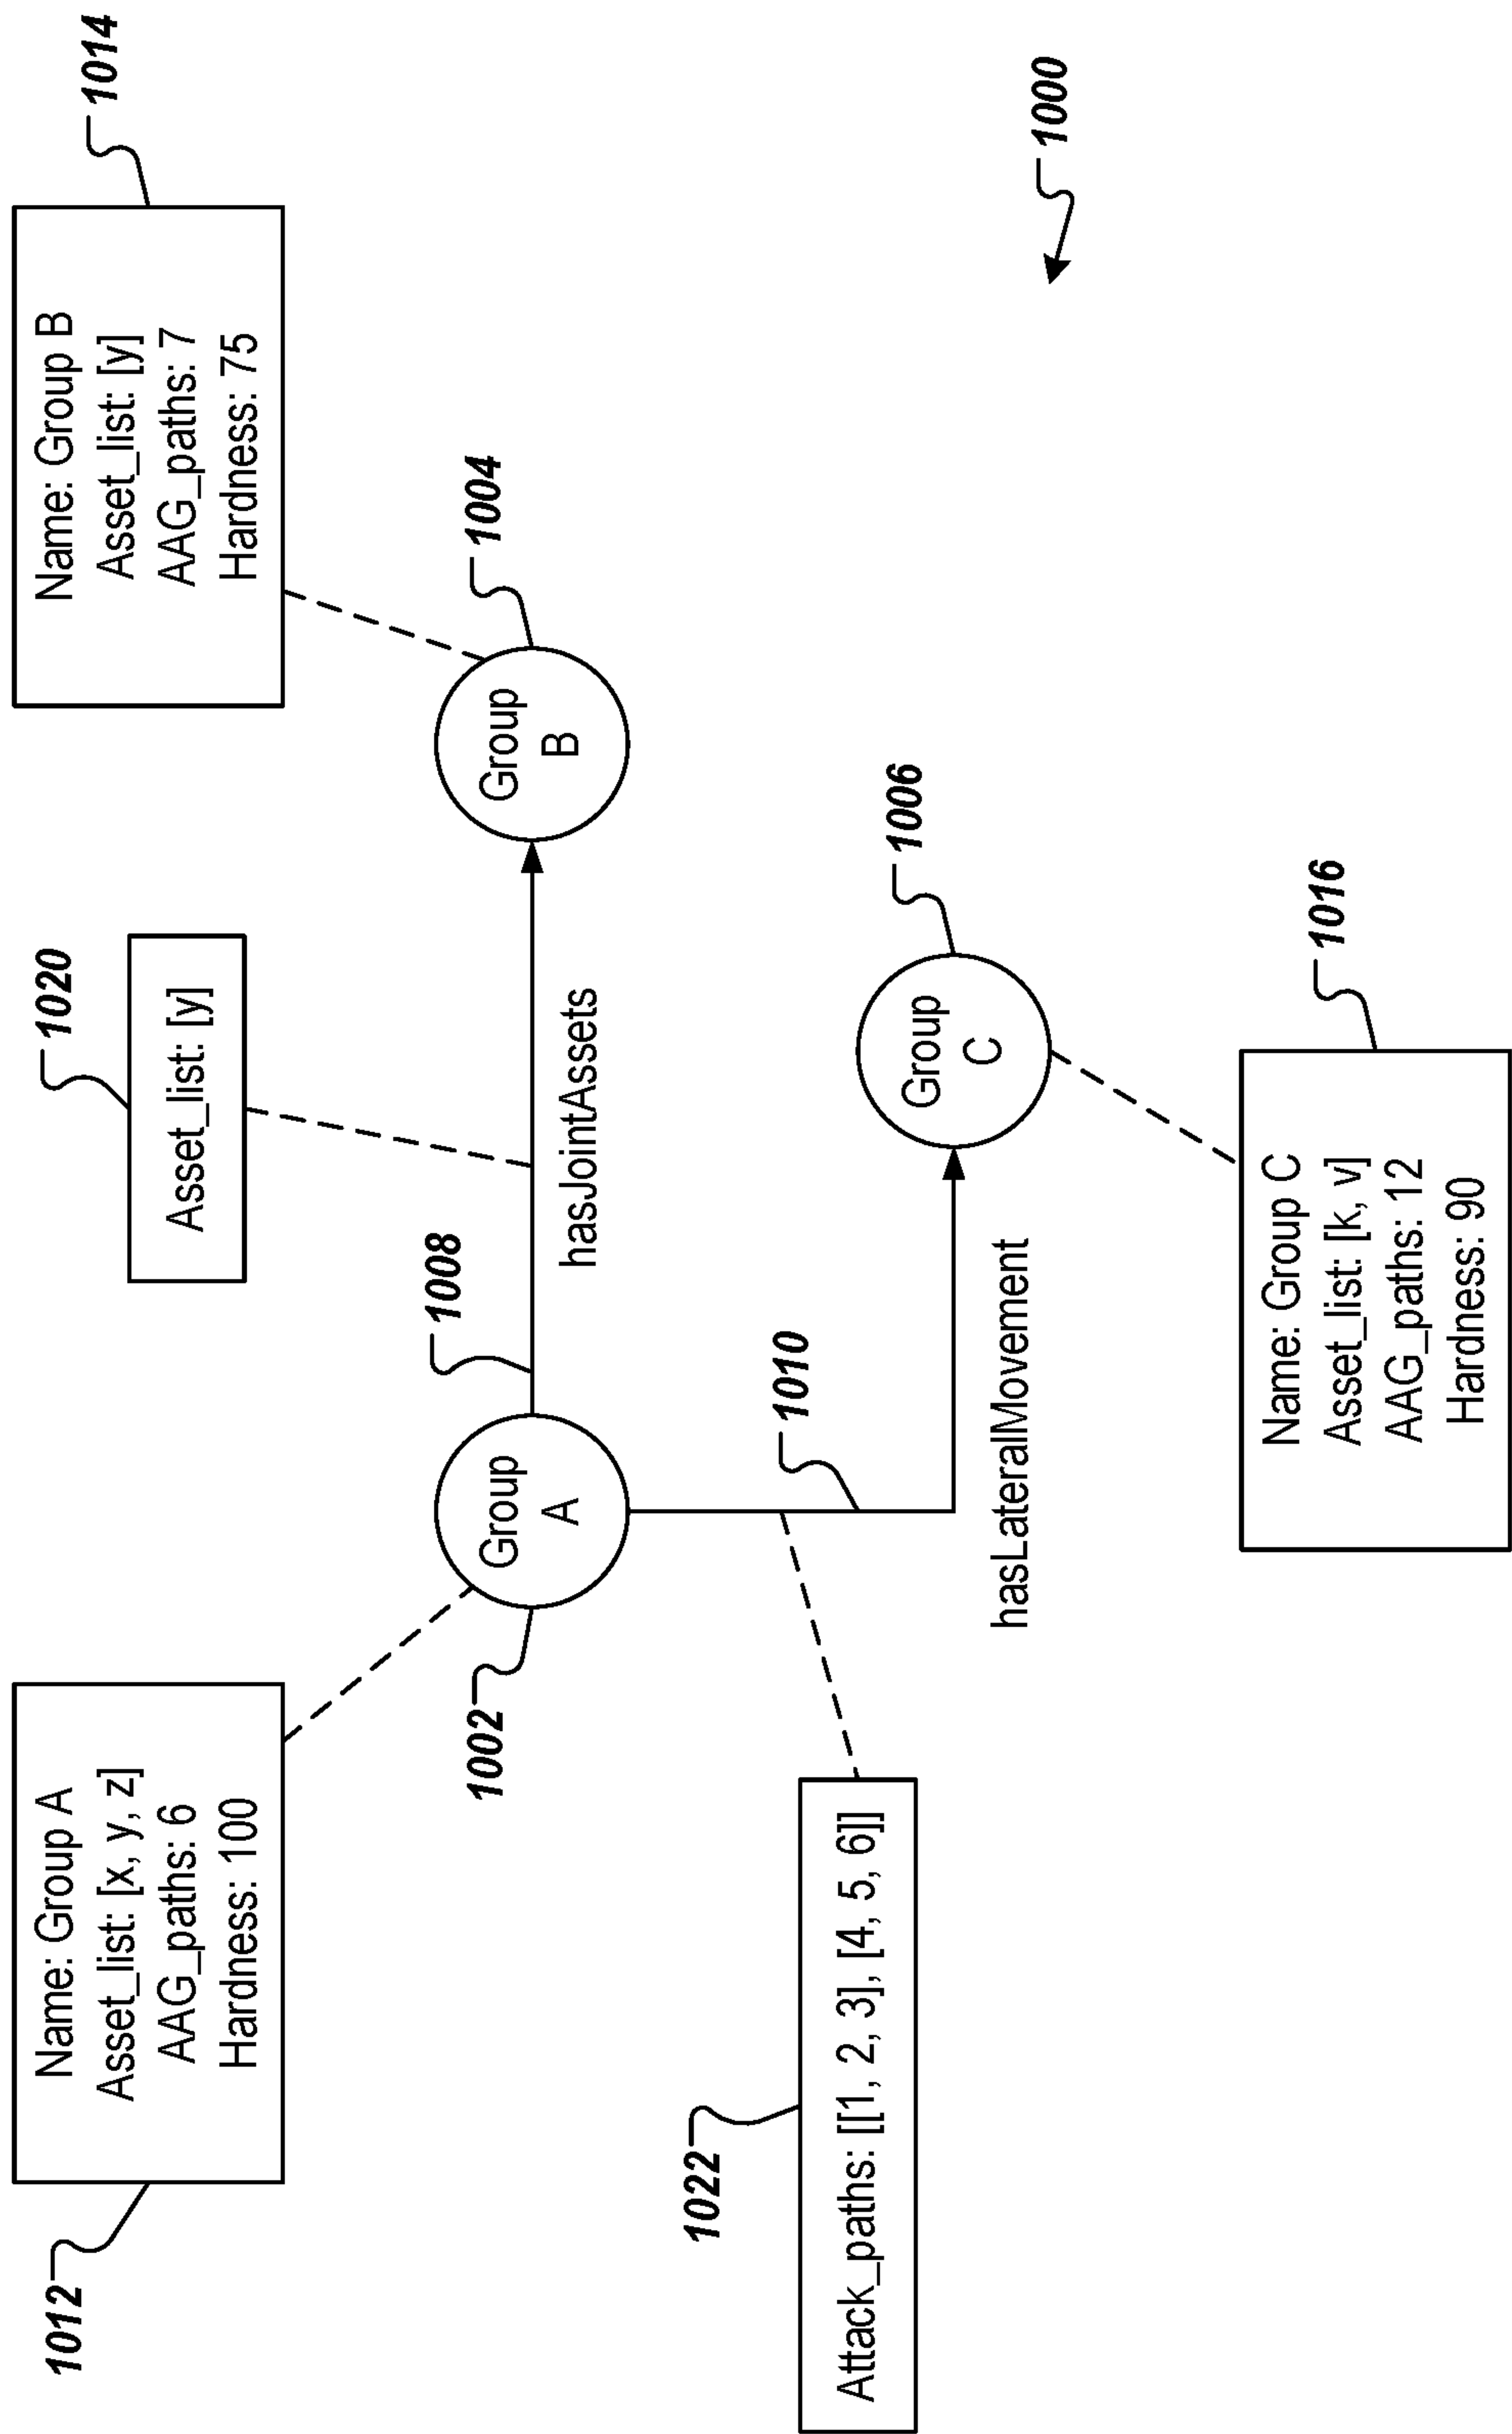 1012
Name: Group A
Asset_list: [x, y, z]
AAG_paths: 6
Hardness: 100
1020
Asset_list: [y]
1014
Name: Group B
Asset_list: [y]
AAG_paths: 7
Hardness: 75
1002
Group
A
1008
hasJointAssets
Group
B
1004
1022
Attack_paths: [[1, 2, 3], [4, 5, 6]]
1010
hasLateralMovement
Group
C
1006
1016
Name: Group C
Asset_list: [k, v]
AAG_paths: 12
Hardness: 90
1000